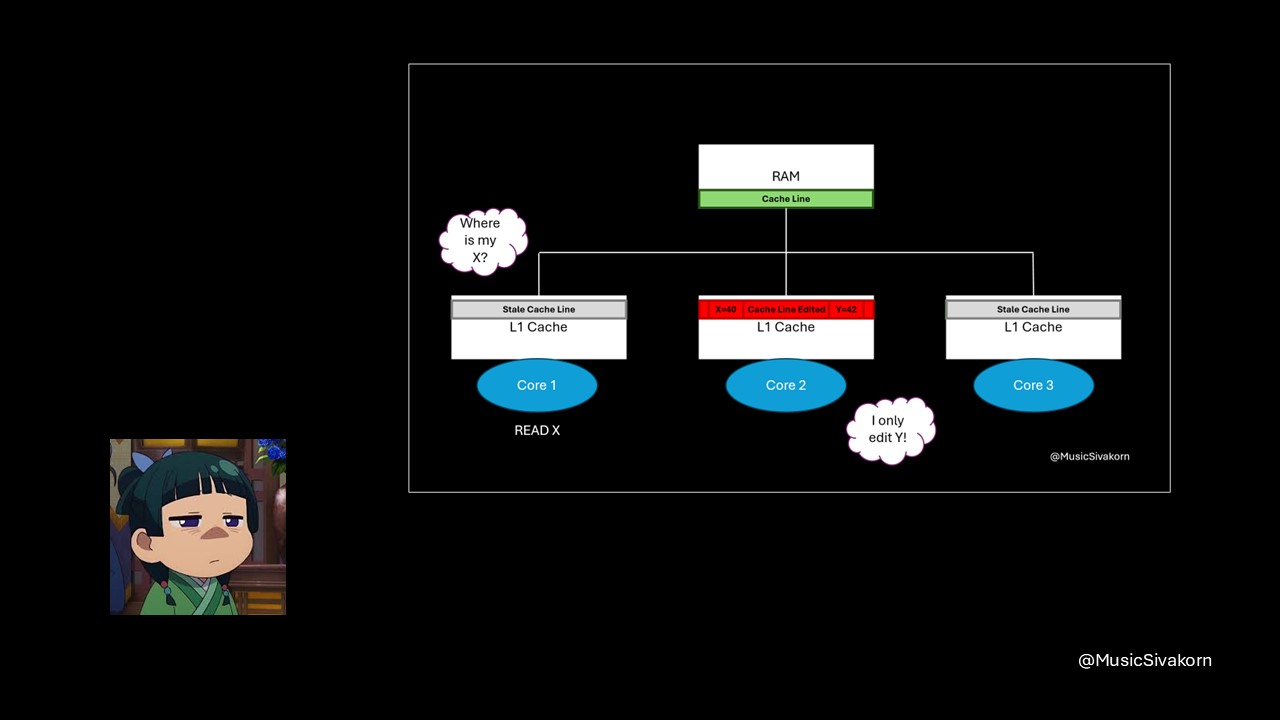 RAM
Cache Line
Where
is my
X?
Stale Cache Line
L1 Cache
Core 1
READ X
X=40 Cache Line Edited Y=42
L1 Cache
Core 2
I only
edit Y!
Stale Cache Line
L1 Cache
Core 3
@MusicSivakorn
@MusicSivakorn